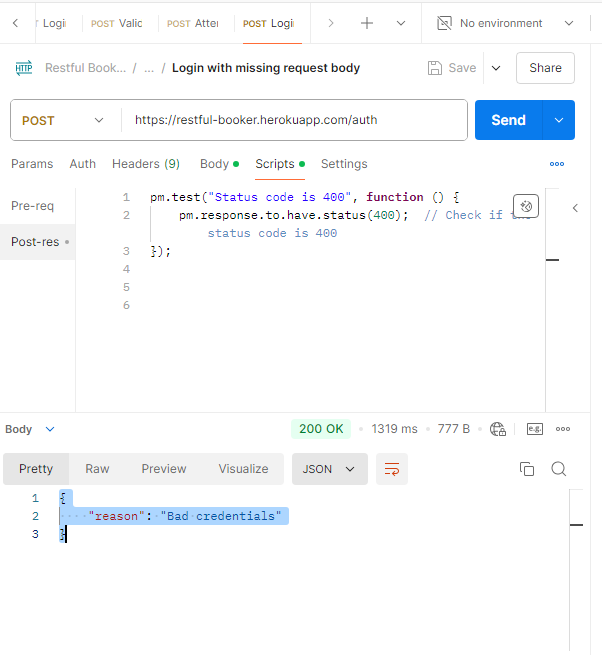 Logi POST Valic POST Atter POST Logi No environment
HTTP Restful Book... / ... / Login with missing request body Save Share
POST https://restful-booker.herokuapp.com/auth Send
Params Auth Headers (9) Body Scripts Settings
Pre-req
Post-res
1 pm.test("Status code is 400", function () {
2 pm.response.to.have.status(400); // Check if the
status code is 400
3 });
4
5
6
Body 200 OK 1319 ms 777 B e.g.
Pretty Raw Preview Visualize JSON
1 {
2 "reason": "Bad credentials"
3 }